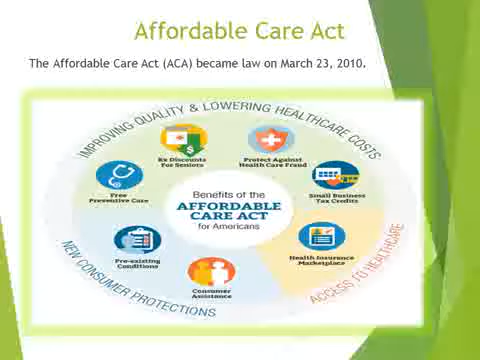 Affordable Care Act
The Affordable Care Act (ACA) became law on March 23, 2010.
IMPROVING QUALITY & LOWERING HEALTHCARE COSTS
Rx Discounts
For Seniors
Protect Against
Health Care Fraud
Free
Preventive Care
Small Business
Tax Credits
Benefits of the
AFFORDABLE
CARE ACT
for Americans
Pre-existing
Conditions
Health Insurance
Marketplace
Consumer
Assistance
NEW CONSUMER PROTECTIONS
ACCESS TO HEALTHCARE